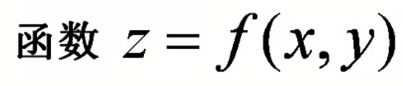 函数 z = f(x, y)